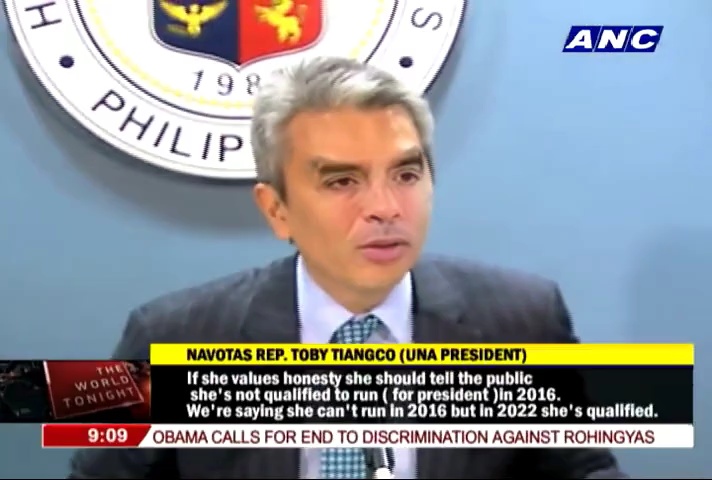 ANC
198
PHILIP
H
S
NAVOTAS REP. TOBY TIANGCO (UNA PRESIDENT)
THE
WORLD
TONIGHT
If she values honesty she should tell the public
she's not qualified to run ( for president )in 2016.
We're saying she can't run in 2016 but in 2022 she's qualified.
9:09 OBAMA CALLS FOR END TO DISCRIMINATION AGAINST ROHINGYAS